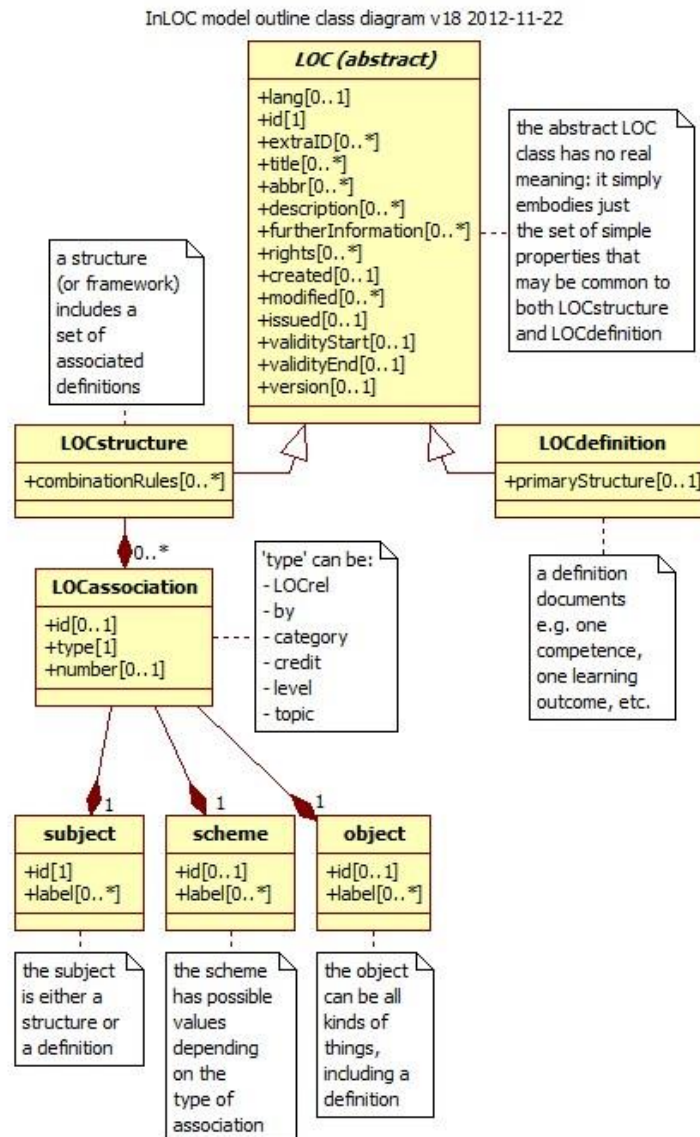 InLOC model outline class diagram v18 2012-11-22
LOC (abstract)
+lang[0..1]
+id[1]
+extraID[0..*]
+title[0..*]
+abbr[0..*]
+description[0..*]
+furtherInformation[0..*]
+rights[0..*]
+created[0..1]
+modified[0..*]
+issued[0..1]
+validityStart[0..1]
+validityEnd[0..1]
+version[0..1]
the abstract LOC
class has no real
meaning: it simply
embodies just
the set of simple
properties that
may be common to
both LOCstructure
and LOCdefinition
a structure
(or framework)
includes a
set of
associated
definitions
LOCstructure
+combinationRules[0..*]
LOCdefinition
+primaryStructure[0..1]
0..*
LOCassociation
+id[0..1]
+type[1]
+number[0..1]
'type' can be:
- LOCrel
- by
- category
- credit
- level
- topic
a definition
documents
e.g. one
competence,
one learning
outcome, etc.
1
1
1
subject
+id[1]
+label[0..*]
scheme
+id[0..1]
+label[0..*]
object
+id[0..1]
+label[0..*]
the subject
is either a
structure or
a definition
the scheme
has possible
values
depending
on the
type of
association
the object
can be all
kinds of
things,
including a
definition